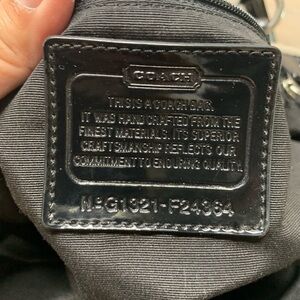 COACH
THIS IS A COACH BAG.
IT WAS HAND CRAFTED FROM THE
FINEST MATERIALS. ITS SUPERIOR
CRAFTSMANSHIP REFLECTS OUR
COMMITMENT TO ENDURING QUALITY.
No G1321-F24364